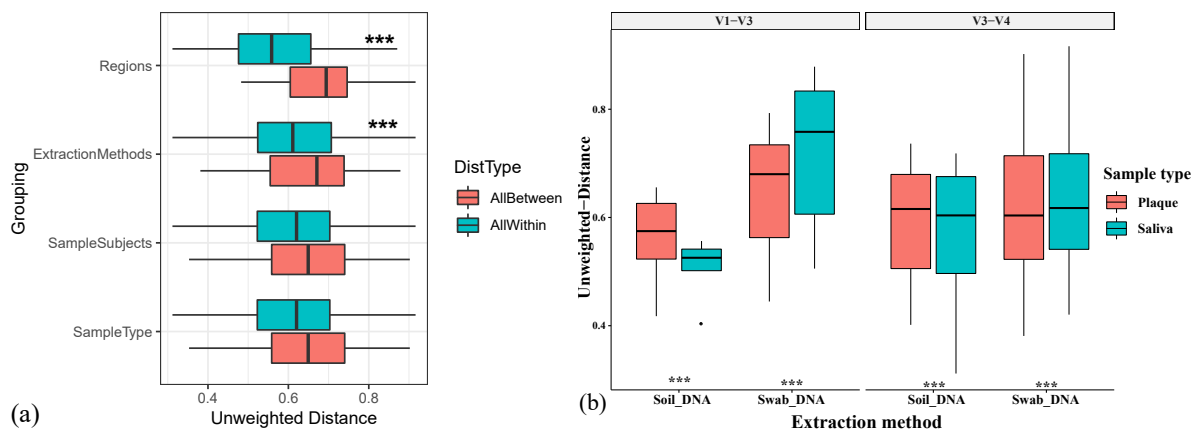 Grouping
Regions
ExtractionMethods
SampleSubjects
SampleType
***
***
0.4 0.6 0.8
Unweighted Distance
(a)
DistType
AllBetween
AllWithin
V1−V3 V3−V4
Unweighted−Distance
0.8
0.6
0.4
*** *** *** ***
Soil_DNA Swab_DNA Soil_DNA Swab_DNA
Extraction method
(b)
Sample type
Plaque
Saliva